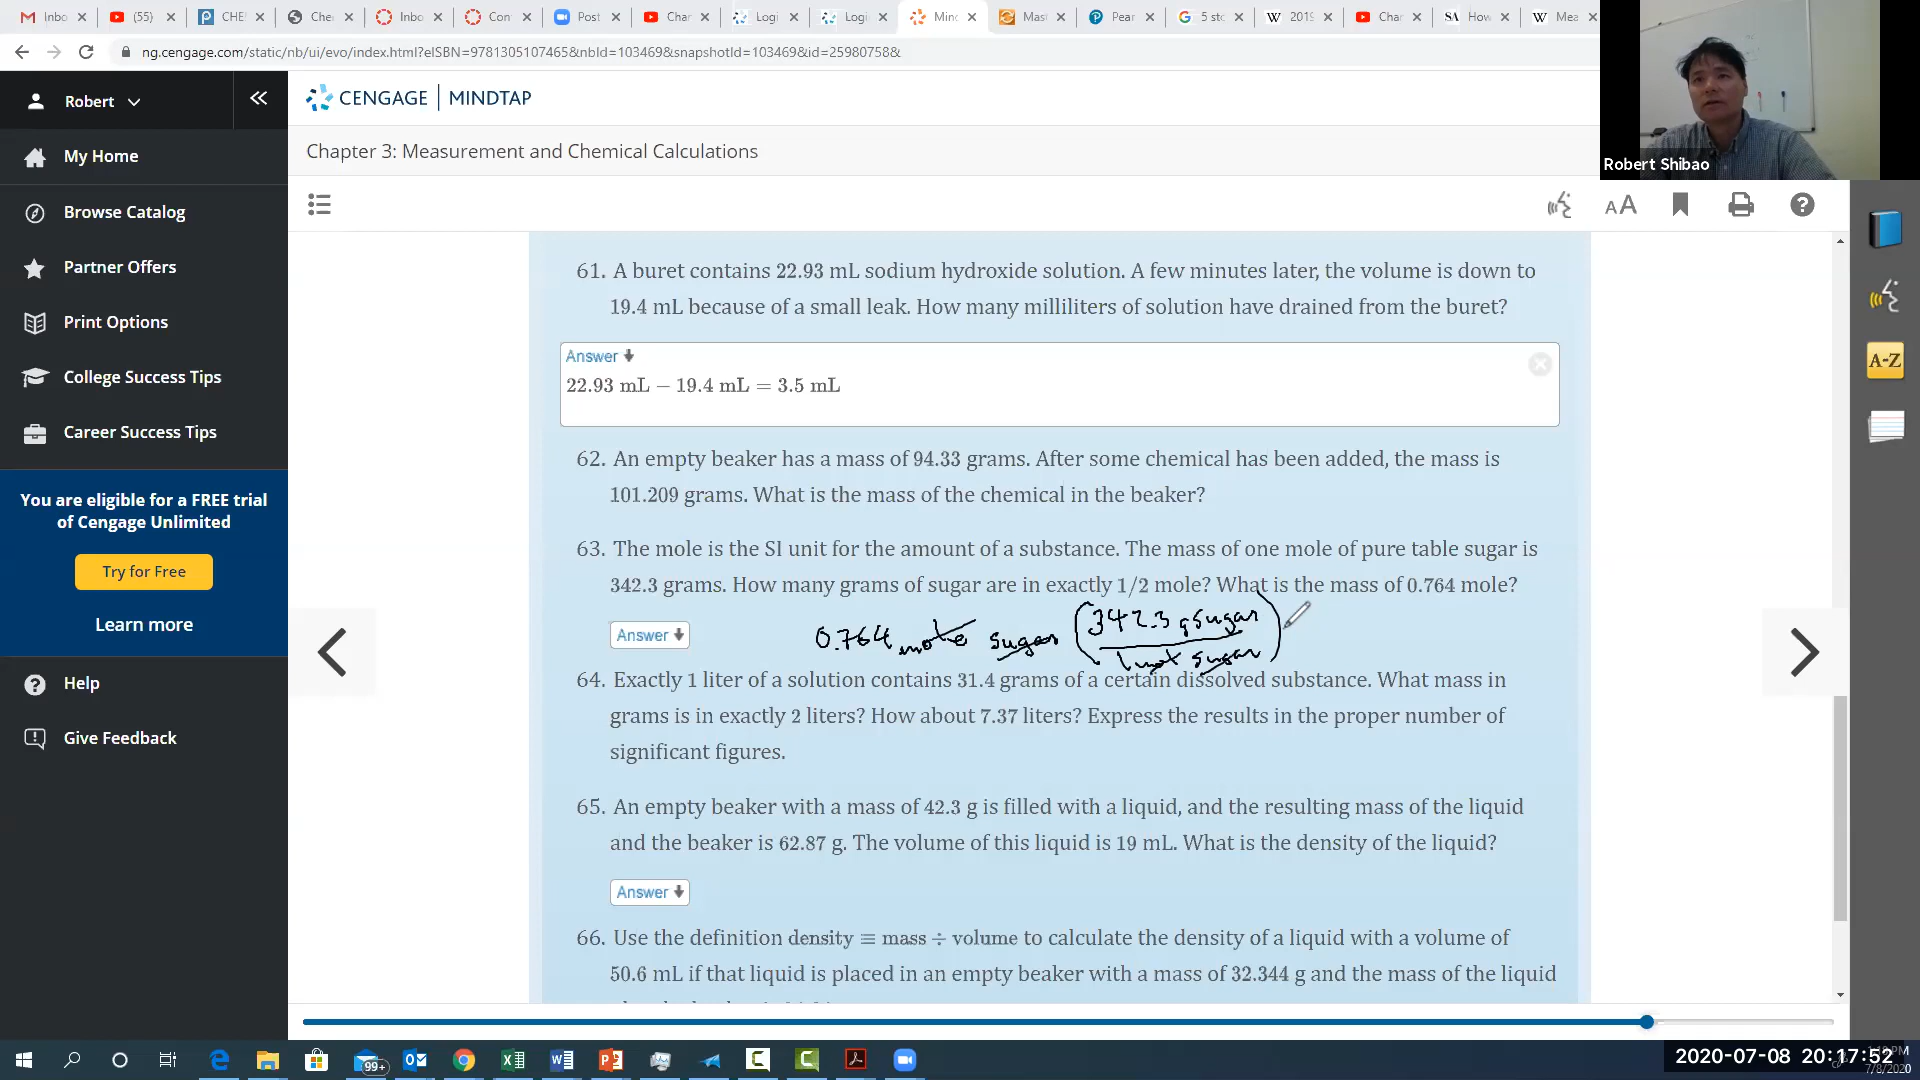 Inbo
(55)
CHE
Che
Inbo
Con
Post
Char
Logi
Logi
Mind
Mast
Pear
5 sto
2019
Char
How
Mea
ng.cengage.com/static/nb/ui/evo/index.html?eISBN=9781305107465&nbId=103469&snapshotId=103469&id=25980758&
Robert
CENGAGE | MINDTAP
My Home
Browse Catalog
Partner Offers
Print Options
College Success Tips
Career Success Tips
You are eligible for a FREE trial
of Cengage Unlimited
Try for Free
Learn more
Help
Give Feedback
Chapter 3: Measurement and Chemical Calculations
Robert Shibao
AA
A-Z
61. A buret contains 22.93 mL sodium hydroxide solution. A few minutes later, the volume is down to
19.4 mL because of a small leak. How many milliliters of solution have drained from the buret?
Answer
22.93 mL − 19.4 mL = 3.5 mL
62. An empty beaker has a mass of 94.33 grams. After some chemical has been added, the mass is
101.209 grams. What is the mass of the chemical in the beaker?
63. The mole is the SI unit for the amount of a substance. The mass of one mole of pure table sugar is
342.3 grams. How many grams of sugar are in exactly 1/2 mole? What is the mass of 0.764 mole?
Answer
0.764 mole sugar (342.3 g sugar
1 mol sugar)
64. Exactly 1 liter of a solution contains 31.4 grams of a certain dissolved substance. What mass in
grams is in exactly 2 liters? How about 7.37 liters? Express the results in the proper number of
significant figures.
65. An empty beaker with a mass of 42.3 g is filled with a liquid, and the resulting mass of the liquid
and the beaker is 62.87 g. The volume of this liquid is 19 mL. What is the density of the liquid?
Answer
66. Use the definition density ≡ mass ÷ volume to calculate the density of a liquid with a volume of
50.6 mL if that liquid is placed in an empty beaker with a mass of 32.344 g and the mass of the liquid
99+
2020-07-08 20:17:52
7/8/2020